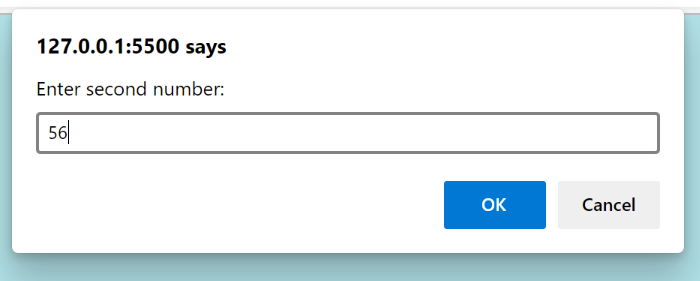 127.0.0.1:5500 says
Enter second number:
56
OK
Cancel